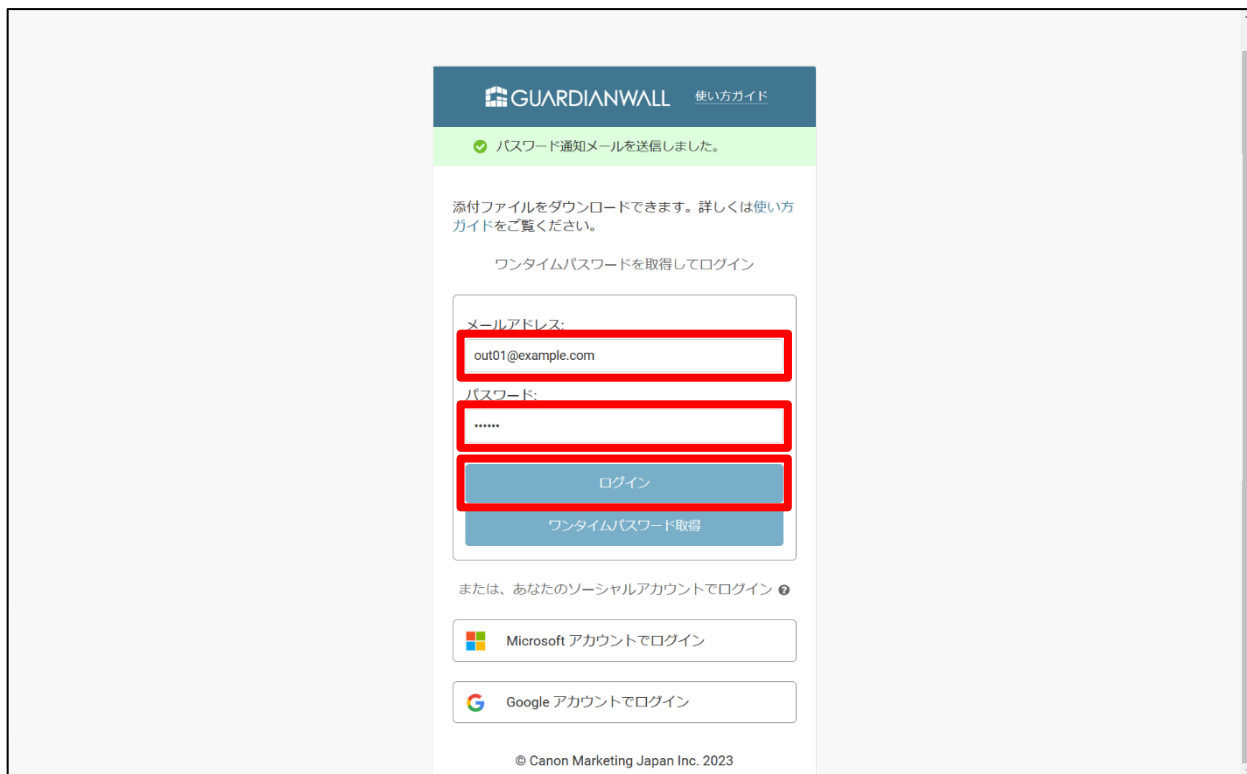 GUARDIANWALL 使い方ガイド
パスワード通知メールを送信しました。
添付ファイルをダウンロードできます。詳しくは使い方
ガイドをご覧ください。
ワンタイムパスワードを取得してログイン
メールアドレス:
out01@example.com
パスワード:
••••••
ログイン
ワンタイムパスワード取得
または、あなたのソーシャルアカウントでログイン ?
Microsoft アカウントでログイン
Google アカウントでログイン
© Canon Marketing Japan Inc. 2023